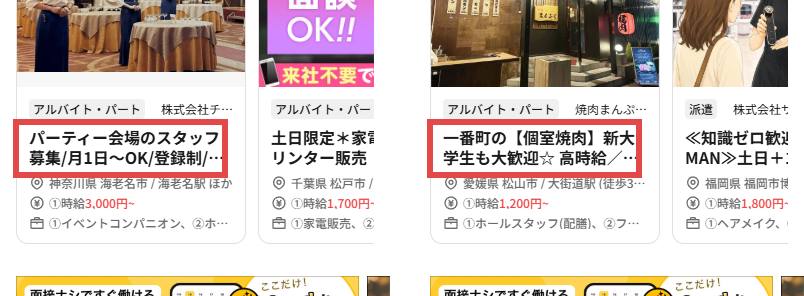 面談
OK!!
来社不要で
アルバイト・パート 株式会社チ…
パーティー会場のスタッフ
募集/月1日～OK/登録制/…
神奈川県 海老名市 / 海老名駅 ほか
①時給3,000円~
①イベントコンパニオン、②ホ…
アルバイト・パー
土日限定＊家電
リンター販売
千葉県 松戸市 /
①時給1,700円~
①家電販売、②
アルバイト・パート 焼肉まんぷ…
一番町の【個室焼肉】新大
学生も大歓迎☆ 高時給／…
愛媛県 松山市 / 大街道駅 (徒歩3…
①時給1,200円~
①ホールスタッフ(配膳)、②フ…
派遣 株式会社サ
≪知識ゼロ歓迎
MAN≫土日＋
福岡県 福岡市博
①時給1,800円~
①ヘアメイク、
面接ナシですぐ働ける
ここだけ!
面接ナシですぐ働ける
ここだけ!